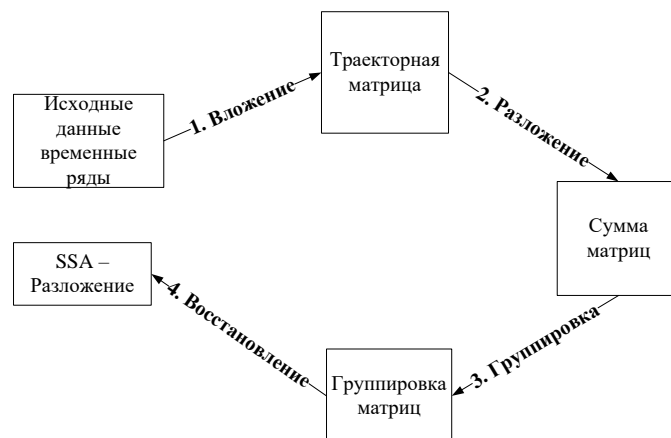 Исходные
данные
временные
ряды
1. Вложение
Траекторная
матрица
2. Разложение
Сумма
матриц
3. Группировка
Группировка
матриц
4. Восстановление
SSA –
Разложение